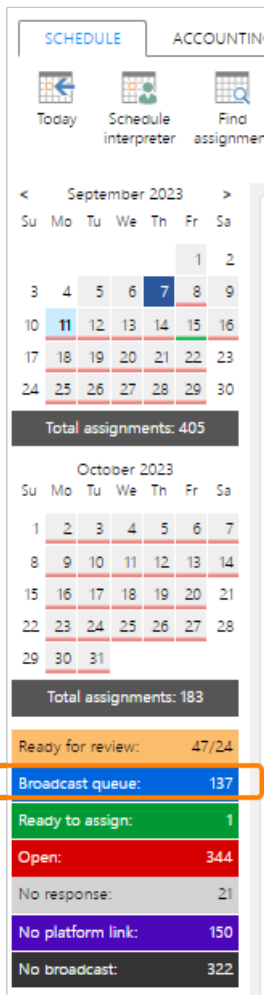 SCHEDULE ACCOUNTING
Today Schedule Find
interpreter assignmen
< September 2023 >
Su Mo Tu We Th Fr Sa
1 2
3 4 5 6 7 8 9
10 11 12 13 14 15 16
17 18 19 20 21 22 23
24 25 26 27 28 29 30
Total assignments: 405
October 2023
Su Mo Tu We Th Fr Sa
1 2 3 4 5 6 7
8 9 10 11 12 13 14
15 16 17 18 19 20 21
22 23 24 25 26 27 28
29 30 31
Total assignments: 183
Ready for review: 47/24
Broadcast queue: 137
Ready to assign: 1
Open: 344
No response: 21
No platform link: 150
No broadcast: 322